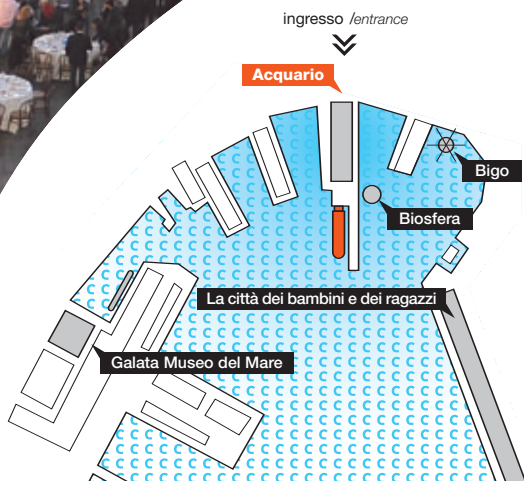 ingresso /entrance
Acquario
Bigo
Biosfera
La città dei bambini e dei ragazzi
Galata Museo del Mare